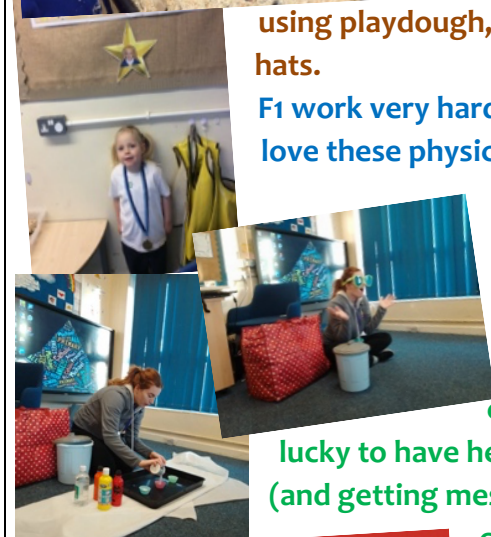 using playdough,
hats.
F1 work very hard
love these physic
lucky to have he
(and getting mes